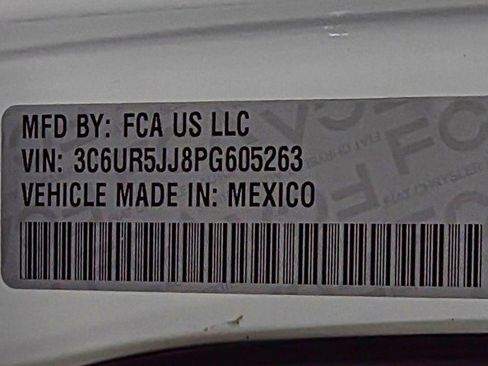 MFD BY: FCA US LLC
VIN: 3C6UR5JJ8PG605263
VEHICLE MADE IN: MEXICO